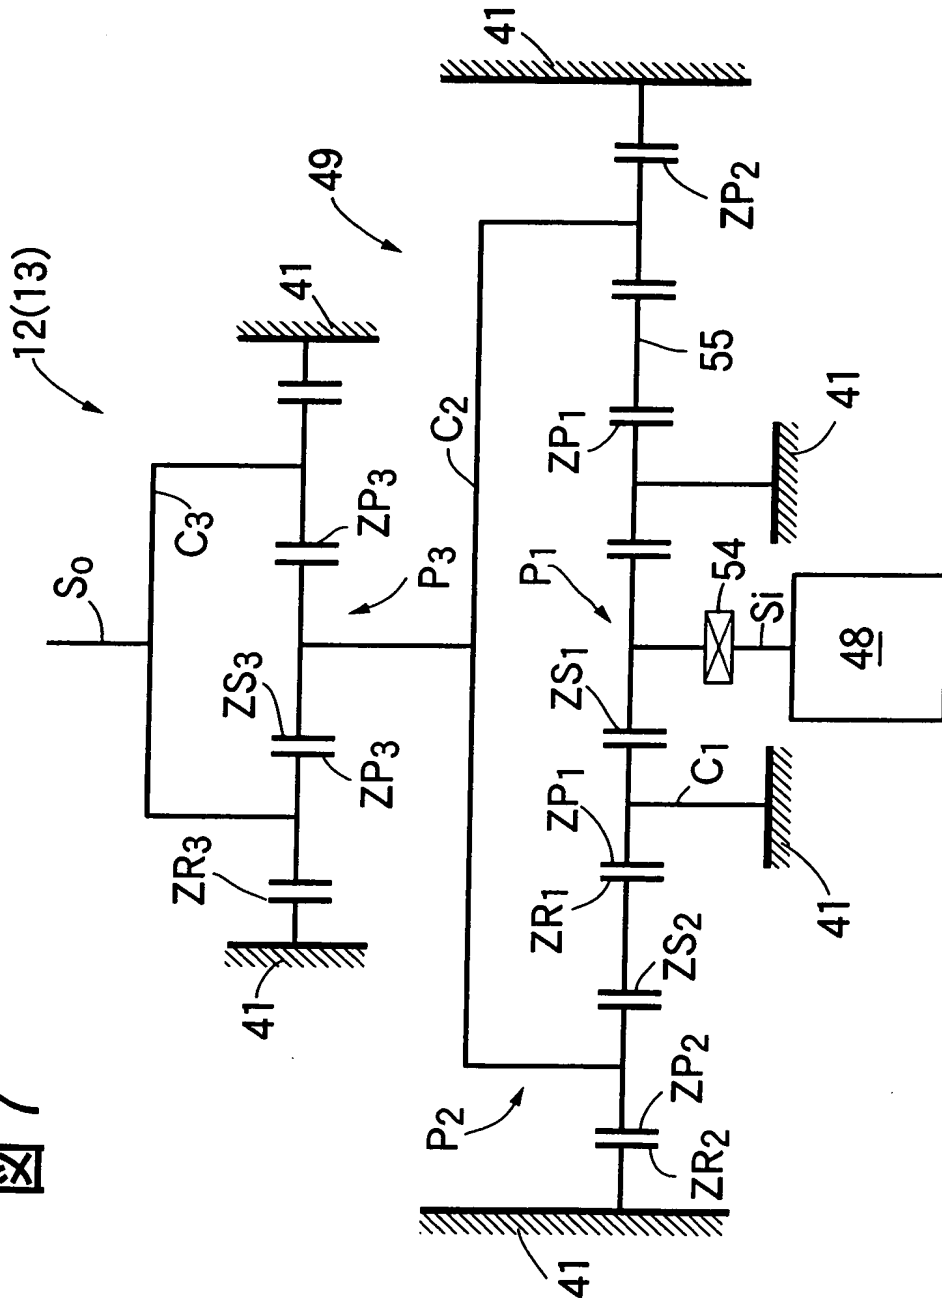 図7
12(13)
So
C3
ZR3
ZS3
41
41
49
ZP3
ZP3
P3
P2
C2
41
P1
ZR1
ZP1
ZS1
ZP1
41
ZR2
ZP2
ZS2
C1
54
55
ZP2
Si
41
41
48